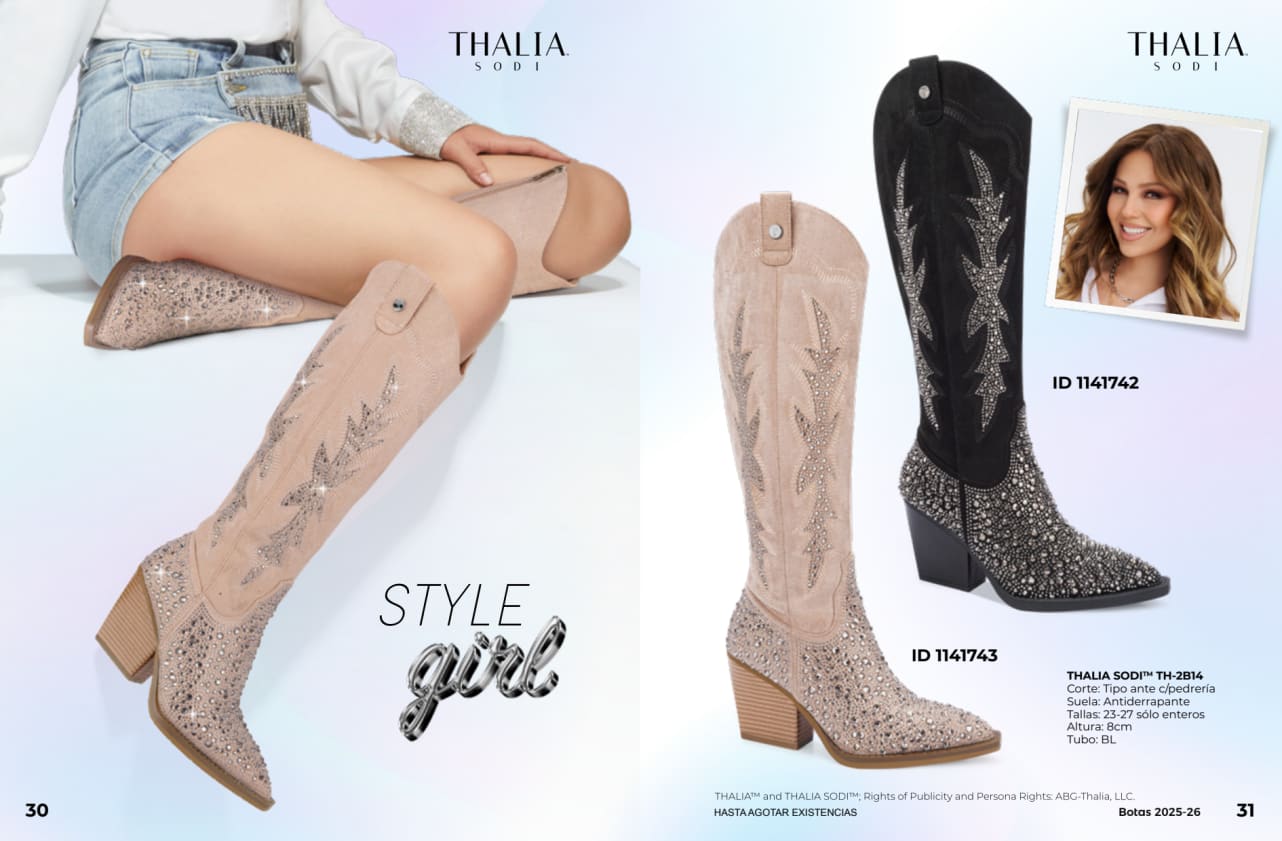 THALIA
SODI
STYLE
girl
30
THALIA
SODI
ID 1141742
ID 1141743
THALIA SODI™ TH-2B14
Corte: Tipo ante c/pedrería
Suela: Antiderrapante
Tallas: 23-27 sólo enteros
Altura: 8cm
Tubo: BL
THALIA™ and THALIA SODI™; Rights of Publicity and Persona Rights: ABG-Thalia, LLC.
HASTA AGOTAR EXISTENCIAS
Botas 2025-26
31